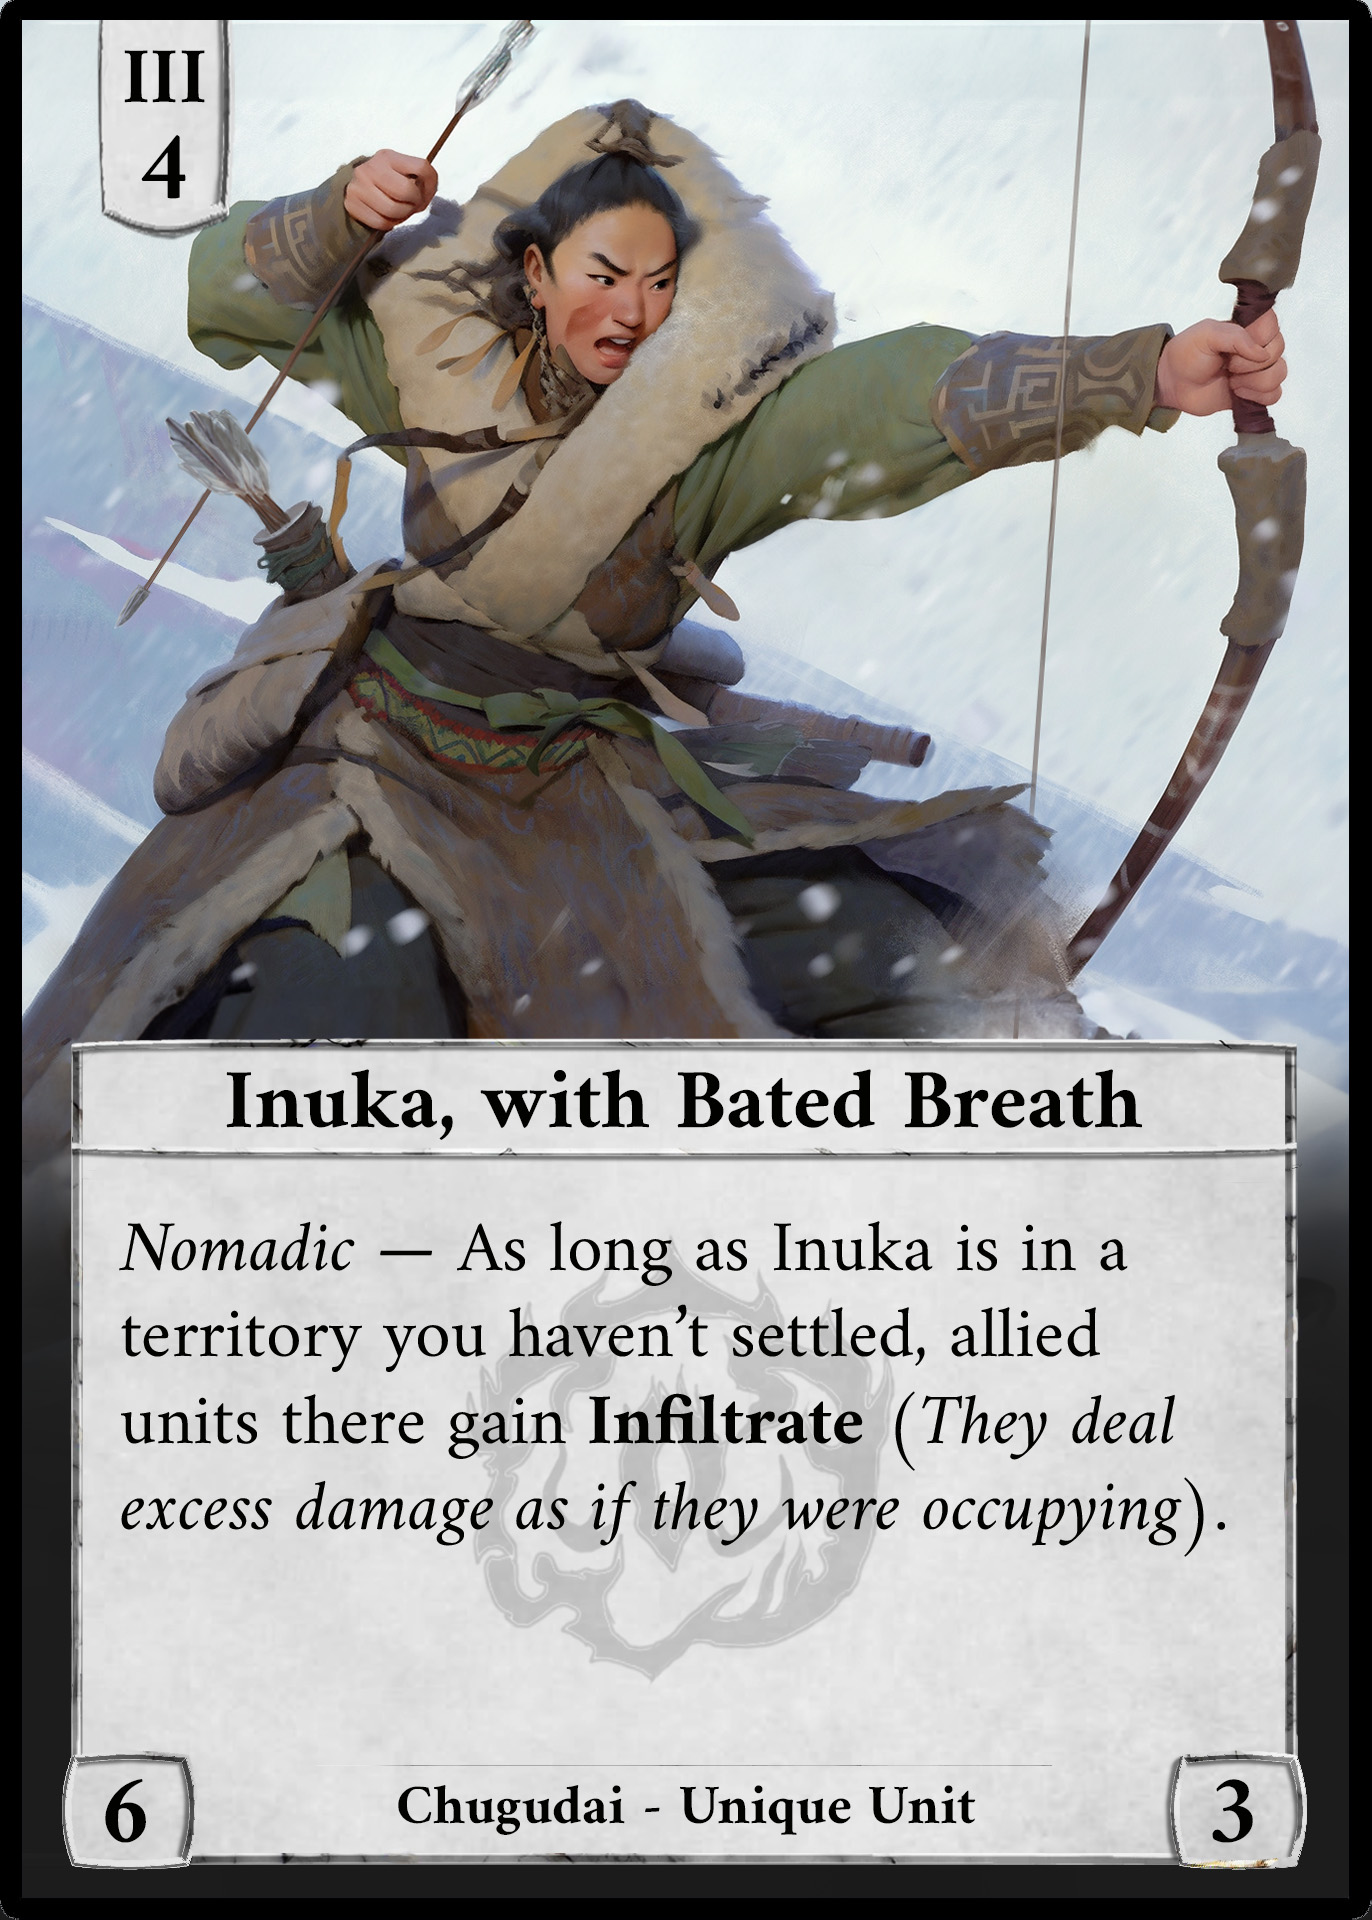 III
4
Inuka, with Bated Breath
Nomadic — As long as Inuka is in a
territory you haven’t settled, allied
units there gain Infiltrate (They deal
excess damage as if they were occupying).
6
Chugudai - Unique Unit
3